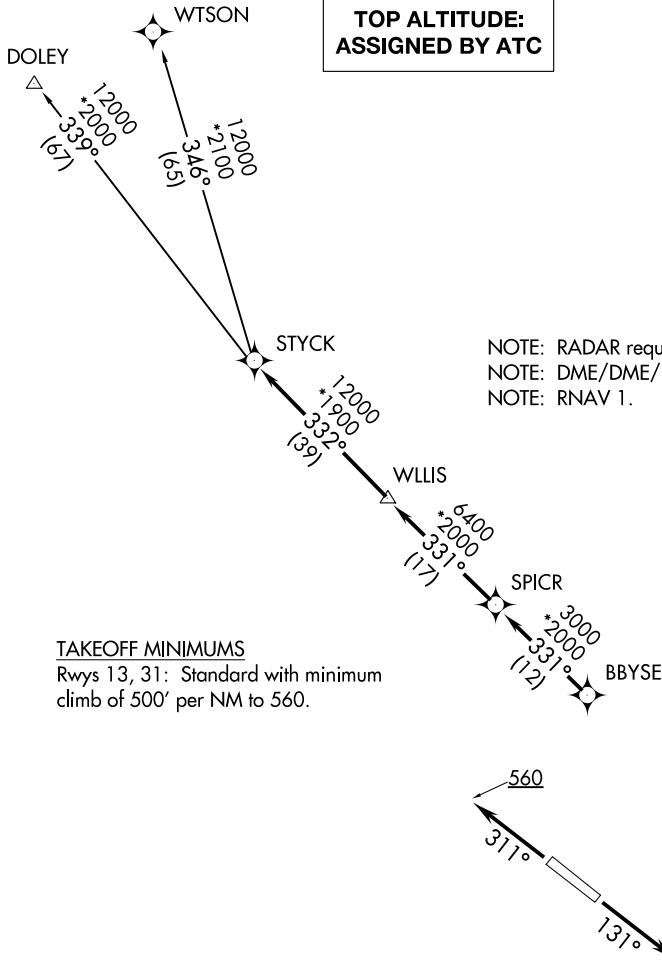 TOP ALTITUDE:
ASSIGNED BY ATC
WTSON
DOLEY
12000
*2000
339°
(67)
12000
*2100
346°
(65)
STYCK
NOTE: RADAR requ
NOTE: DME/DME/
NOTE: RNAV 1.
12000
*1900
332°
(39)
WLLIS
6400
*2000
331°
(17)
SPICR
3000
*2000
331°
(12)
BBYSE
TAKEOFF MINIMUMS
Rwys 13, 31: Standard with minimum
climb of 500' per NM to 560.
560
311°
131°